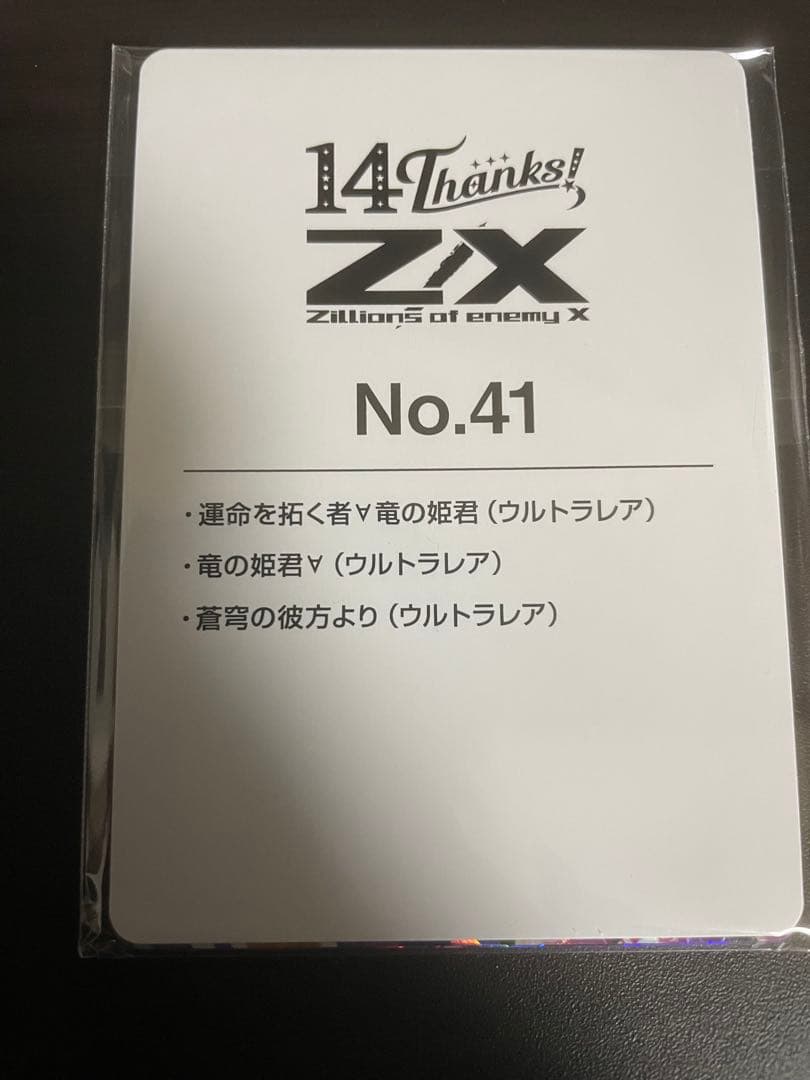 14Thanks!
Z/X
Zillions of enemy X
No.41
・運命を拓く者∀竜の姫君（ウルトラレア）
・竜の姫君∀（ウルトラレア）
・蒼穹の彼方より（ウルトラレア）